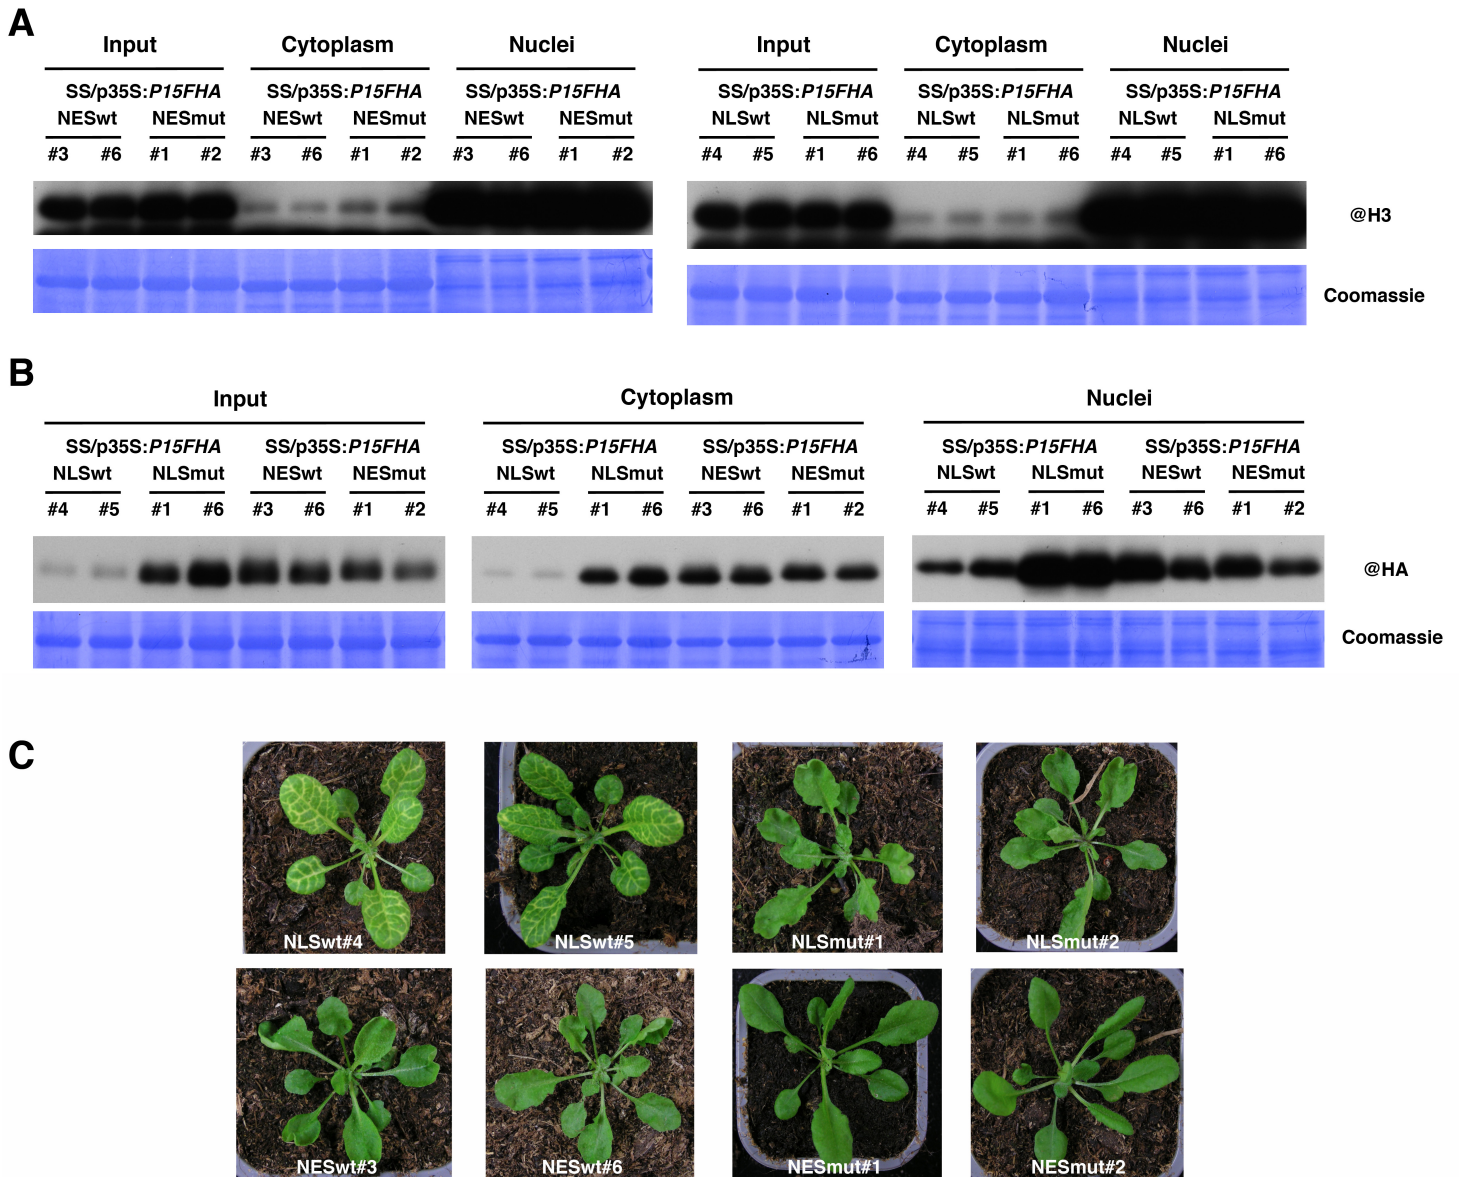 A
Input Cytoplasm Nuclei Input Cytoplasm Nuclei
SS/p35S:P15FHA SS/p35S:P15FHA SS/p35S:P15FHA SS/p35S:P15FHA SS/p35S:P15FHA SS/p35S:P15FHA
NESwt NESmut NESwt NESmut NESwt NESmut NLSwt NLSmut NLSwt NLSmut NLSwt NLSmut
#3 #6 #1 #2 #3 #6 #1 #2 #3 #6 #1 #2 #4 #5 #1 #6 #4 #5 #1 #6 #4 #5 #1 #6
@H3
Coomassie
B
Input Cytoplasm Nuclei
SS/p35S:P15FHA SS/p35S:P15FHA SS/p35S:P15FHA SS/p35S:P15FHA SS/p35S:P15FHA SS/p35S:P15FHA
NLSwt NLSmut NESwt NESmut NLSwt NLSmut NESwt NESmut NLSwt NLSmut NESwt NESmut
#4 #5 #1 #6 #3 #6 #1 #2 #4 #5 #1 #6 #3 #6 #1 #2 #4 #5 #1 #6 #3 #6 #1 #2
@HA
Coomassie
C
NLSwt#4 NLSwt#5 NLSmut#1 NLSmut#2
NESwt#3 NESwt#6 NESmut#1 NESmut#2